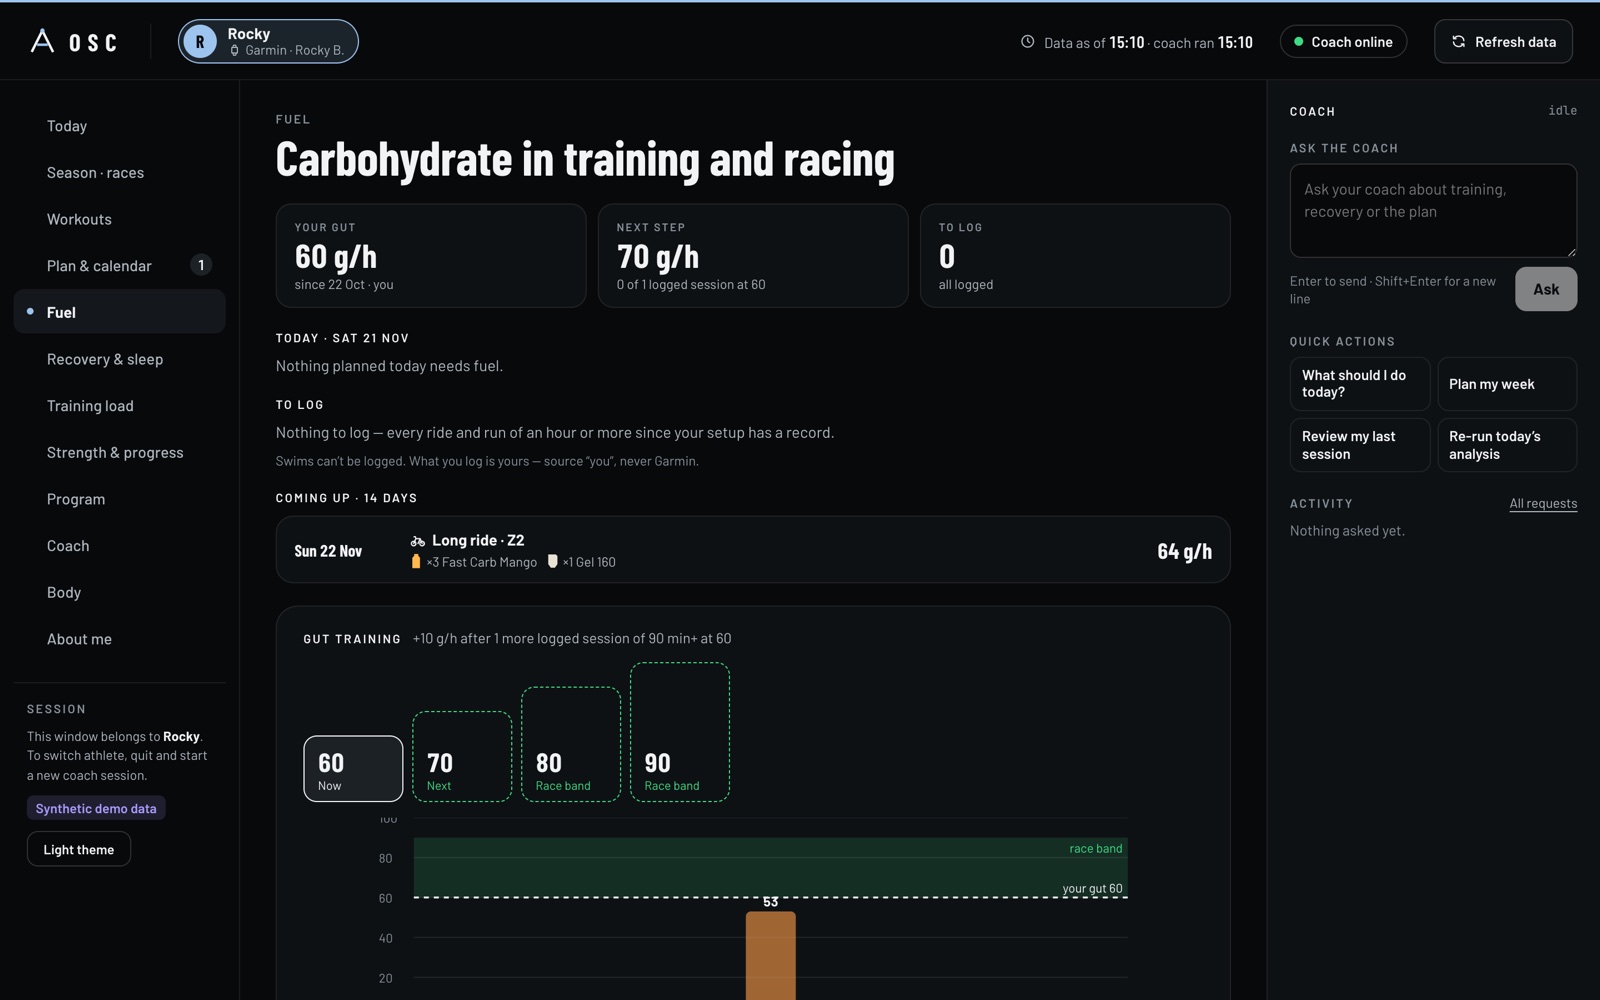 OSC
R
Rocky
Garmin · Rocky B.
Data as of 15:10 · coach ran 15:10
Coach online
Refresh data
Today
Season · races
Workouts
Plan & calendar
1
Fuel
Recovery & sleep
Training load
Strength & progress
Program
Coach
Body
About me
SESSION
This window belongs to Rocky.
To switch athlete, quit and start
a new coach session.
Synthetic demo data
Light theme
FUEL
Carbohydrate in training and racing
YOUR GUT
60 g/h
since 22 Oct · you
NEXT STEP
70 g/h
0 of 1 logged session at 60
TO LOG
0
all logged
TODAY · SAT 21 NOV
Nothing planned today needs fuel.
TO LOG
Nothing to log — every ride and run of an hour or more since your setup has a record.
Swims can't be logged. What you log is yours — source “you”, never Garmin.
COMING UP · 14 DAYS
Sun 22 Nov
Long ride · Z2
×3 Fast Carb Mango ×1 Gel 160
64 g/h
GUT TRAINING +10 g/h after 1 more logged session of 90 min+ at 60
60
Now
70
Next
80
Race band
90
Race band
100
80
60
40
20
race band
your gut 60
53
COACH
idle
ASK THE COACH
Ask your coach about training,
recovery or the plan
Enter to send · Shift+Enter for a new
line
Ask
QUICK ACTIONS
What should I do
today?
Plan my week
Review my last
session
Re-run today's
analysis
ACTIVITY
All requests
Nothing asked yet.